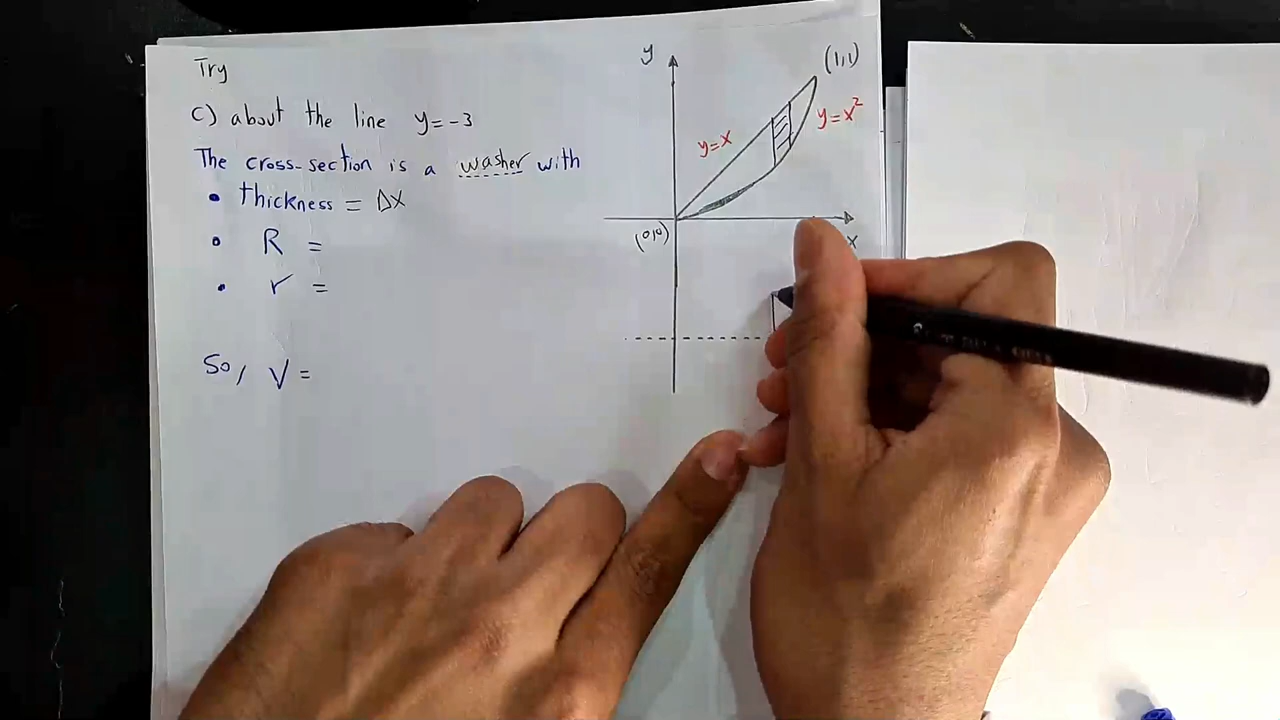 Try
c) about the line y=-3
The cross-section is a washer with
• thickness = Δx
• R =
• r =
So, V =
y
(1,1)
y=x²
y=x
(0,0)
x